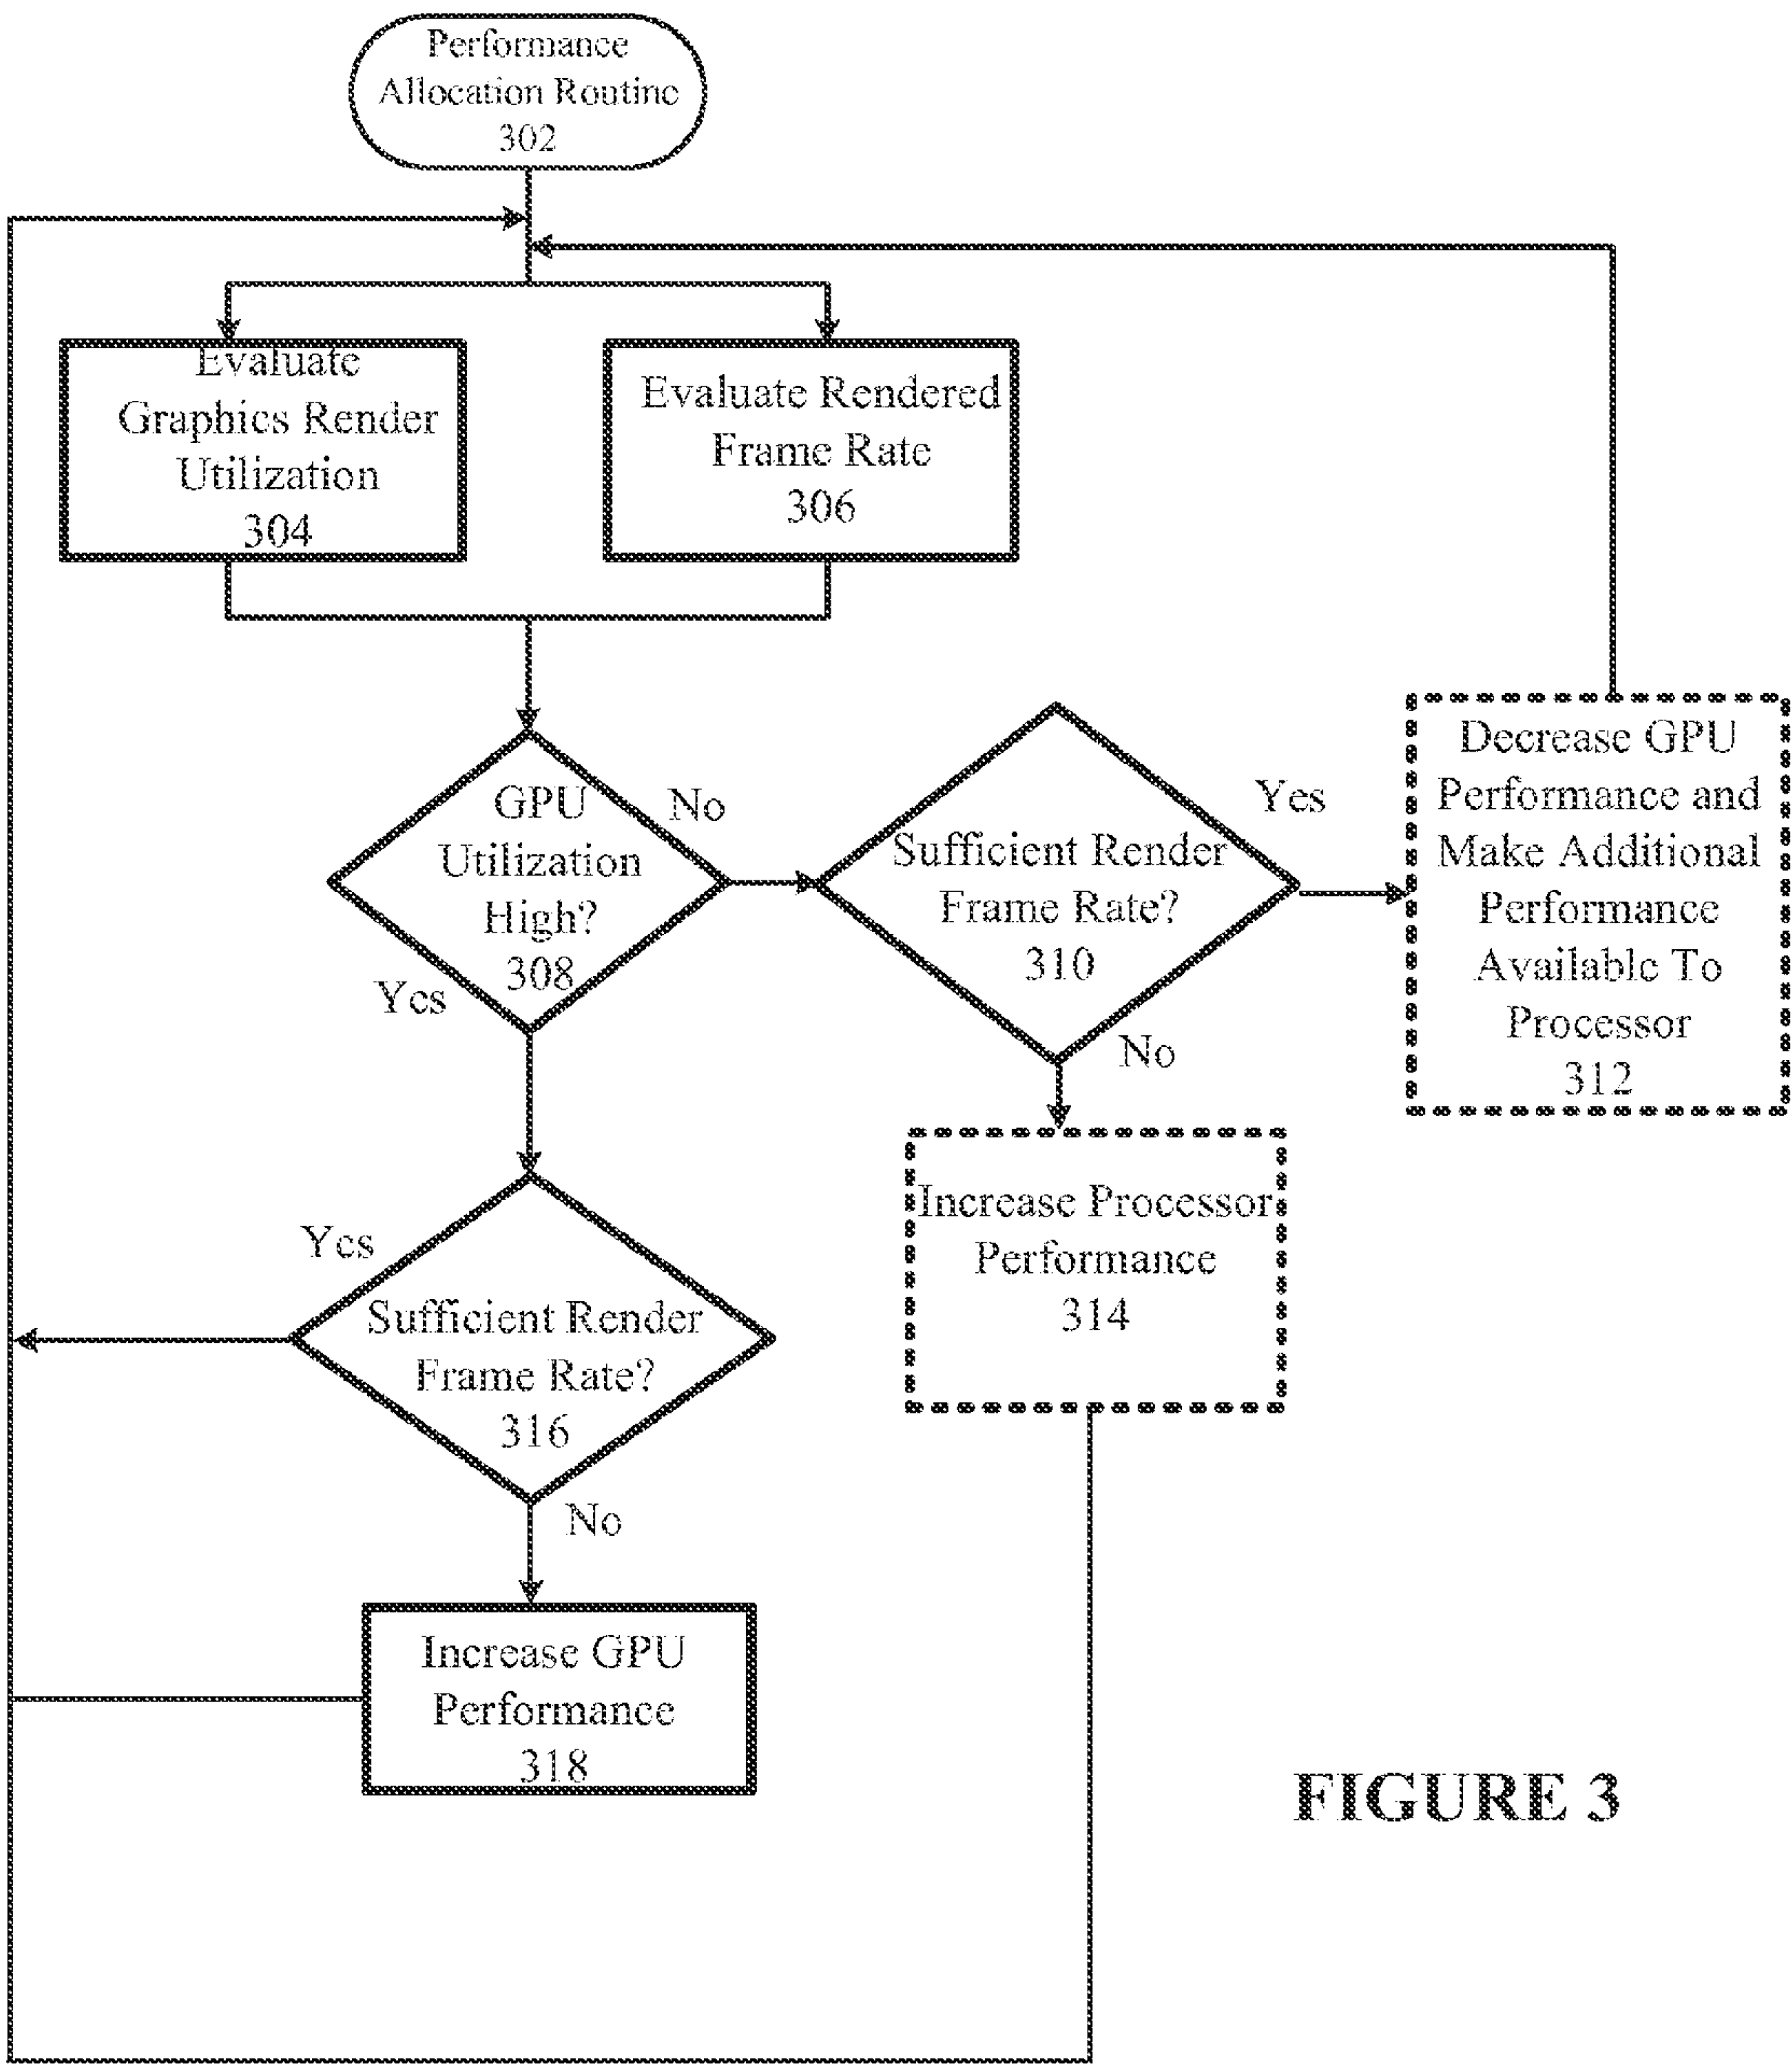 Performance
Allocation Routine
302
Evaluate
Graphics Render
Utilization
304
Evaluate Rendered
Frame Rate
306
GPU
Utilization
High?
308
No
Yes
Sufficient Render
Frame Rate?
310
Yes
No
Decrease GPU
Performance and
Make Additional
Performance
Available To
Processor
312
Increase Processor
Performance
314
Yes
Sufficient Render
Frame Rate?
316
No
Increase GPU
Performance
318
FIGURE 3